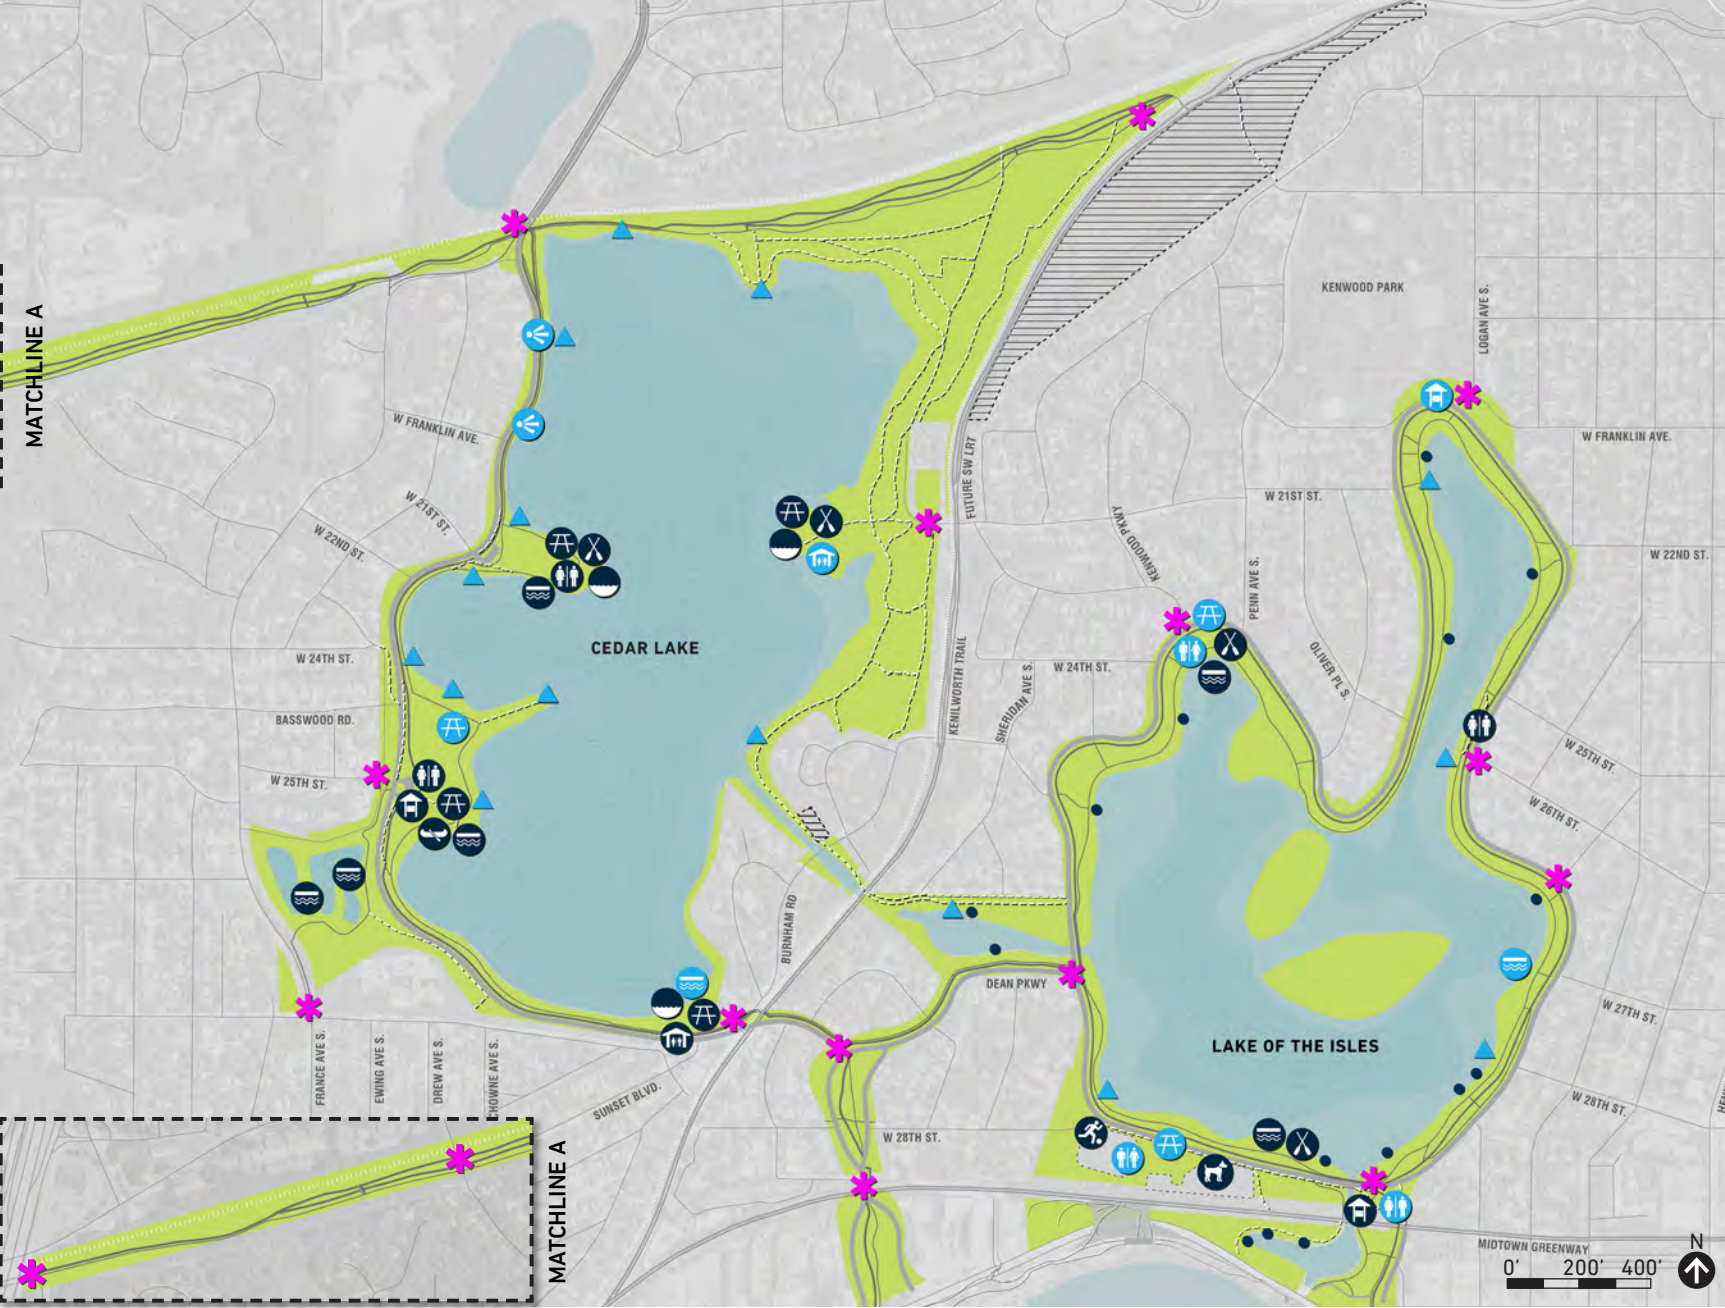 KENWOOD PARK
LOGAN AVE S.
MATCHLINE A
W FRANKLIN AVE.
W FRANKLIN AVE.
FUTURE SW LRT
W 21ST ST.
W 21ST ST.
W 22ND ST.
KENWOOD PKWY
W 22ND ST.
PENN AVE S.
CEDAR LAKE
W 24TH ST.
KENILWORTH TRAIL
W 24TH ST.
OLIVER PL S.
SHERIDAN AVE S.
BASSWOOD RD.
W 25TH ST.
W 25TH ST.
W 26TH ST.
BURNHAM RD
DEAN PKWY
W 27TH ST.
LAKE OF THE ISLES
FRANCE AVE S.
EWING AVE S.
DREW AVE S.
CHOWNE AVE S.
SUNSET BLVD.
W 28TH ST.
W 28TH ST.
MATCHLINE A
MIDTOWN GREENWAY
N
0' 200' 400'